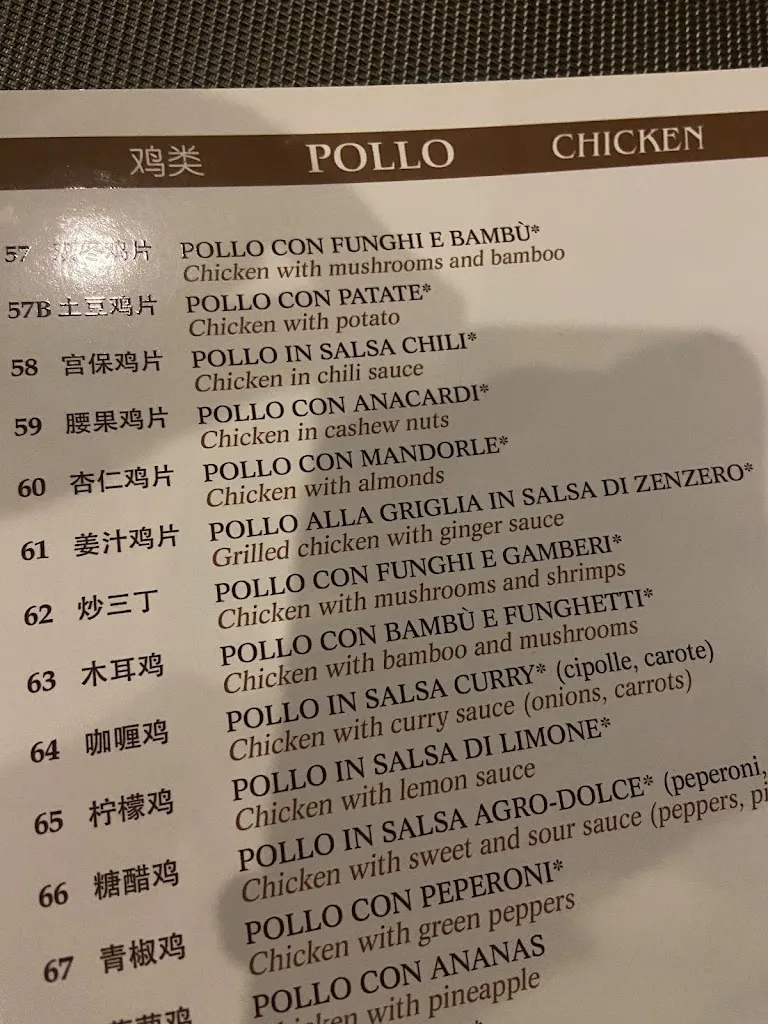 鸡类 POLLO CHICKEN
57 双冬鸡片 POLLO CON FUNGHI E BAMBÙ*
Chicken with mushrooms and bamboo
57B 土豆鸡片 POLLO CON PATATE*
Chicken with potato
58 宫保鸡片 POLLO IN SALSA CHILI*
Chicken in chili sauce
59 腰果鸡片 POLLO CON ANACARDI*
Chicken in cashew nuts
60 杏仁鸡片 POLLO CON MANDORLE*
Chicken with almonds
61 姜汁鸡片 POLLO ALLA GRIGLIA IN SALSA DI ZENZERO*
Grilled chicken with ginger sauce
62 炒三丁 POLLO CON FUNGHI E GAMBERI*
Chicken with mushrooms and shrimps
63 木耳鸡 POLLO CON BAMBÙ E FUNGHETTI*
Chicken with bamboo and mushrooms
64 咖喱鸡 POLLO IN SALSA CURRY* (cipolle, carote)
Chicken with curry sauce (onions, carrots)
65 柠檬鸡 POLLO IN SALSA DI LIMONE*
Chicken with lemon sauce
66 糖醋鸡 POLLO IN SALSA AGRO-DOLCE* (peperoni,
Chicken with sweet and sour sauce (peppers,
67 青椒鸡 POLLO CON PEPERONI*
Chicken with green peppers
POLLO CON ANANAS
Chicken with pineapple